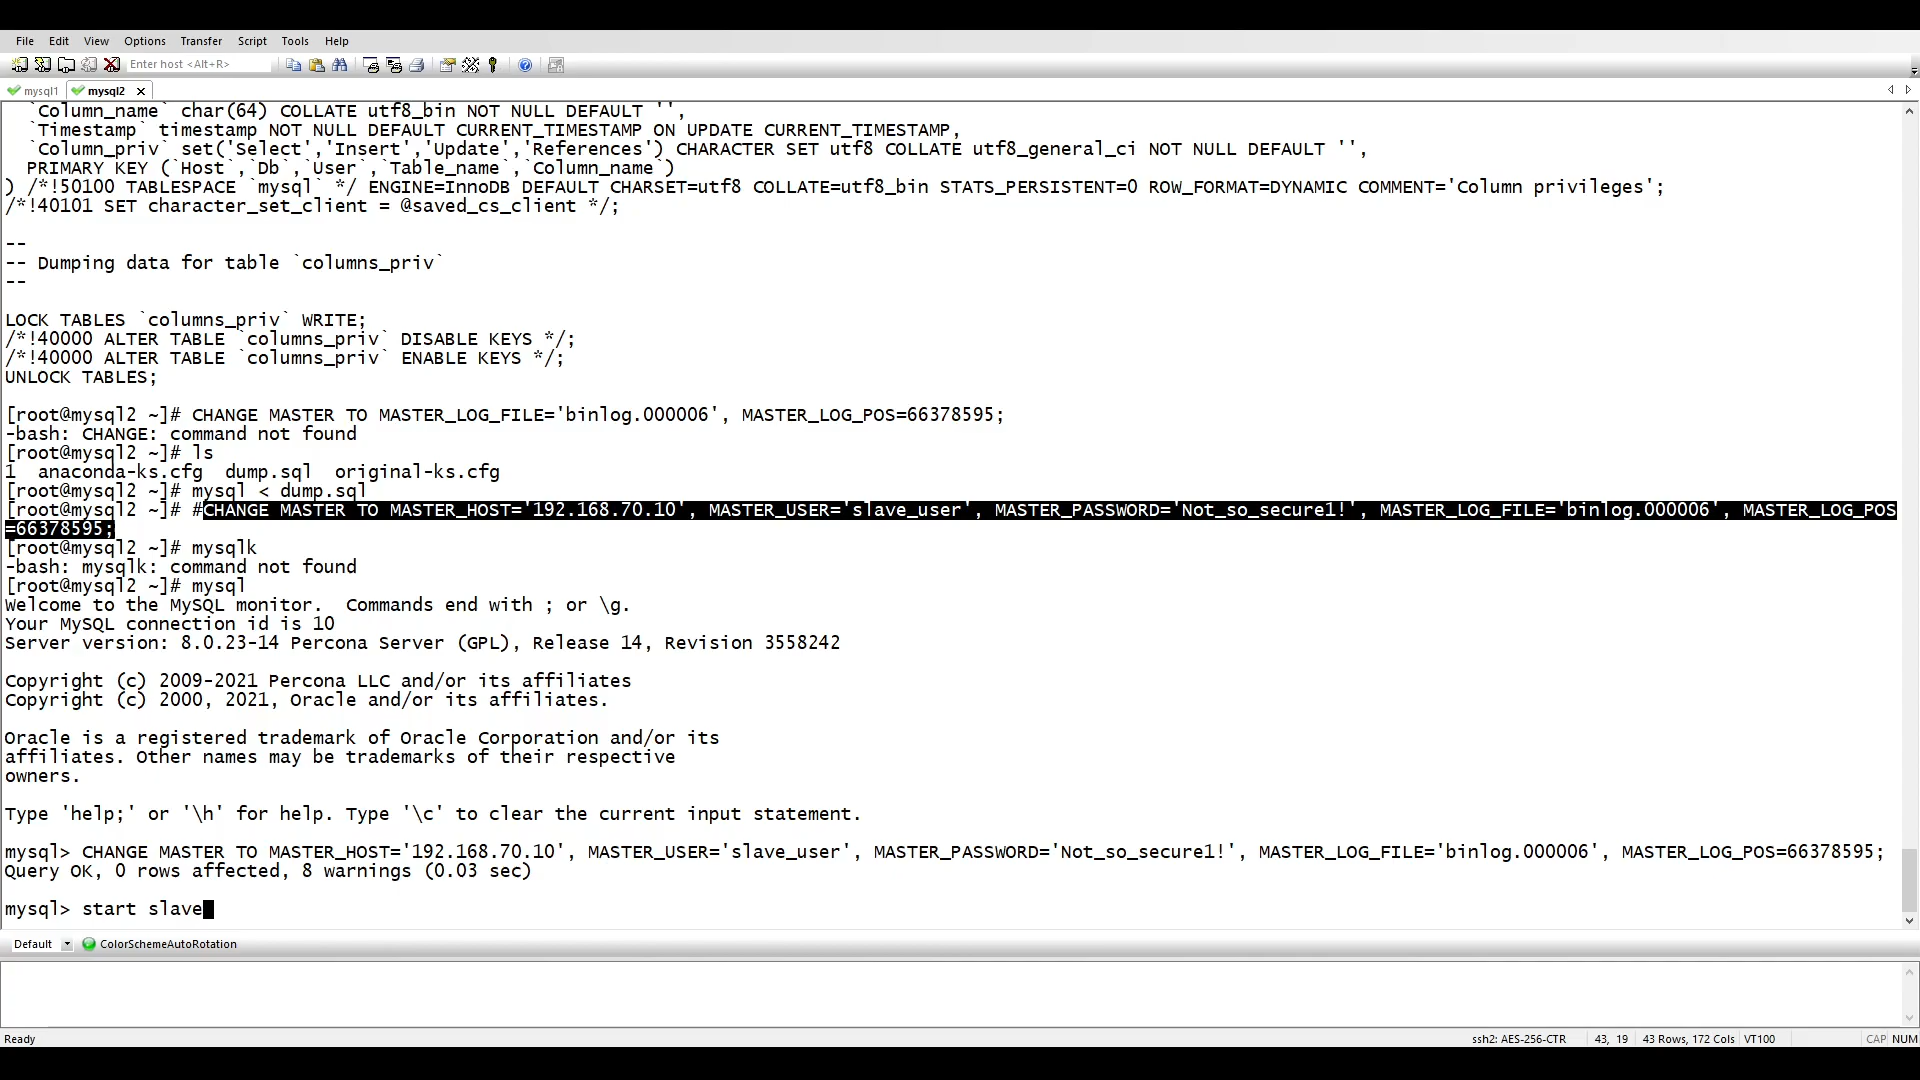 File Edit View Options Transfer Script Tools Help
Enter host <Alt+R>
mysql1 mysql2
`Column_name` char(64) COLLATE utf8_bin NOT NULL DEFAULT '',
`Timestamp` timestamp NOT NULL DEFAULT CURRENT_TIMESTAMP ON UPDATE CURRENT_TIMESTAMP,
`Column_priv` set('Select','Insert','Update','References') CHARACTER SET utf8 COLLATE utf8_general_ci NOT NULL DEFAULT '',
PRIMARY KEY (`Host`,`Db`,`User`,`Table_name`,`Column_name`)
) /*!50100 TABLESPACE `mysql` */ ENGINE=InnoDB DEFAULT CHARSET=utf8 COLLATE=utf8_bin STATS_PERSISTENT=0 ROW_FORMAT=DYNAMIC COMMENT='Column privileges';
/*!40101 SET character_set_client = @saved_cs_client */;
--
-- Dumping data for table `columns_priv`
--
LOCK TABLES `columns_priv` WRITE;
/*!40000 ALTER TABLE `columns_priv` DISABLE KEYS */;
/*!40000 ALTER TABLE `columns_priv` ENABLE KEYS */;
UNLOCK TABLES;
[root@mysql2 ~]# CHANGE MASTER TO MASTER_LOG_FILE='binlog.000006', MASTER_LOG_POS=66378595;
-bash: CHANGE: command not found
[root@mysql2 ~]# ls
1  anaconda-ks.cfg  dump.sql  original-ks.cfg
[root@mysql2 ~]# mysql < dump.sql
[root@mysql2 ~]# #CHANGE MASTER TO MASTER_HOST='192.168.70.10', MASTER_USER='slave_user', MASTER_PASSWORD='Not_so_secure1!', MASTER_LOG_FILE='binlog.000006', MASTER_LOG_POS
=66378595;
[root@mysql2 ~]# mysqlk
-bash: mysqlk: command not found
[root@mysql2 ~]# mysql
Welcome to the MySQL monitor.  Commands end with ; or \g.
Your MySQL connection id is 10
Server version: 8.0.23-14 Percona Server (GPL), Release 14, Revision 3558242
Copyright (c) 2009-2021 Percona LLC and/or its affiliates
Copyright (c) 2000, 2021, Oracle and/or its affiliates.
Oracle is a registered trademark of Oracle Corporation and/or its
affiliates. Other names may be trademarks of their respective
owners.
Type 'help;' or '\h' for help. Type '\c' to clear the current input statement.
mysql> CHANGE MASTER TO MASTER_HOST='192.168.70.10', MASTER_USER='slave_user', MASTER_PASSWORD='Not_so_secure1!', MASTER_LOG_FILE='binlog.000006', MASTER_LOG_POS=66378595;
Query OK, 0 rows affected, 8 warnings (0.03 sec)
mysql> start slave
Default ColorSchemeAutoRotation
Ready ssh2: AES-256-CTR 43, 19 43 Rows, 172 Cols VT100 CAP NUM